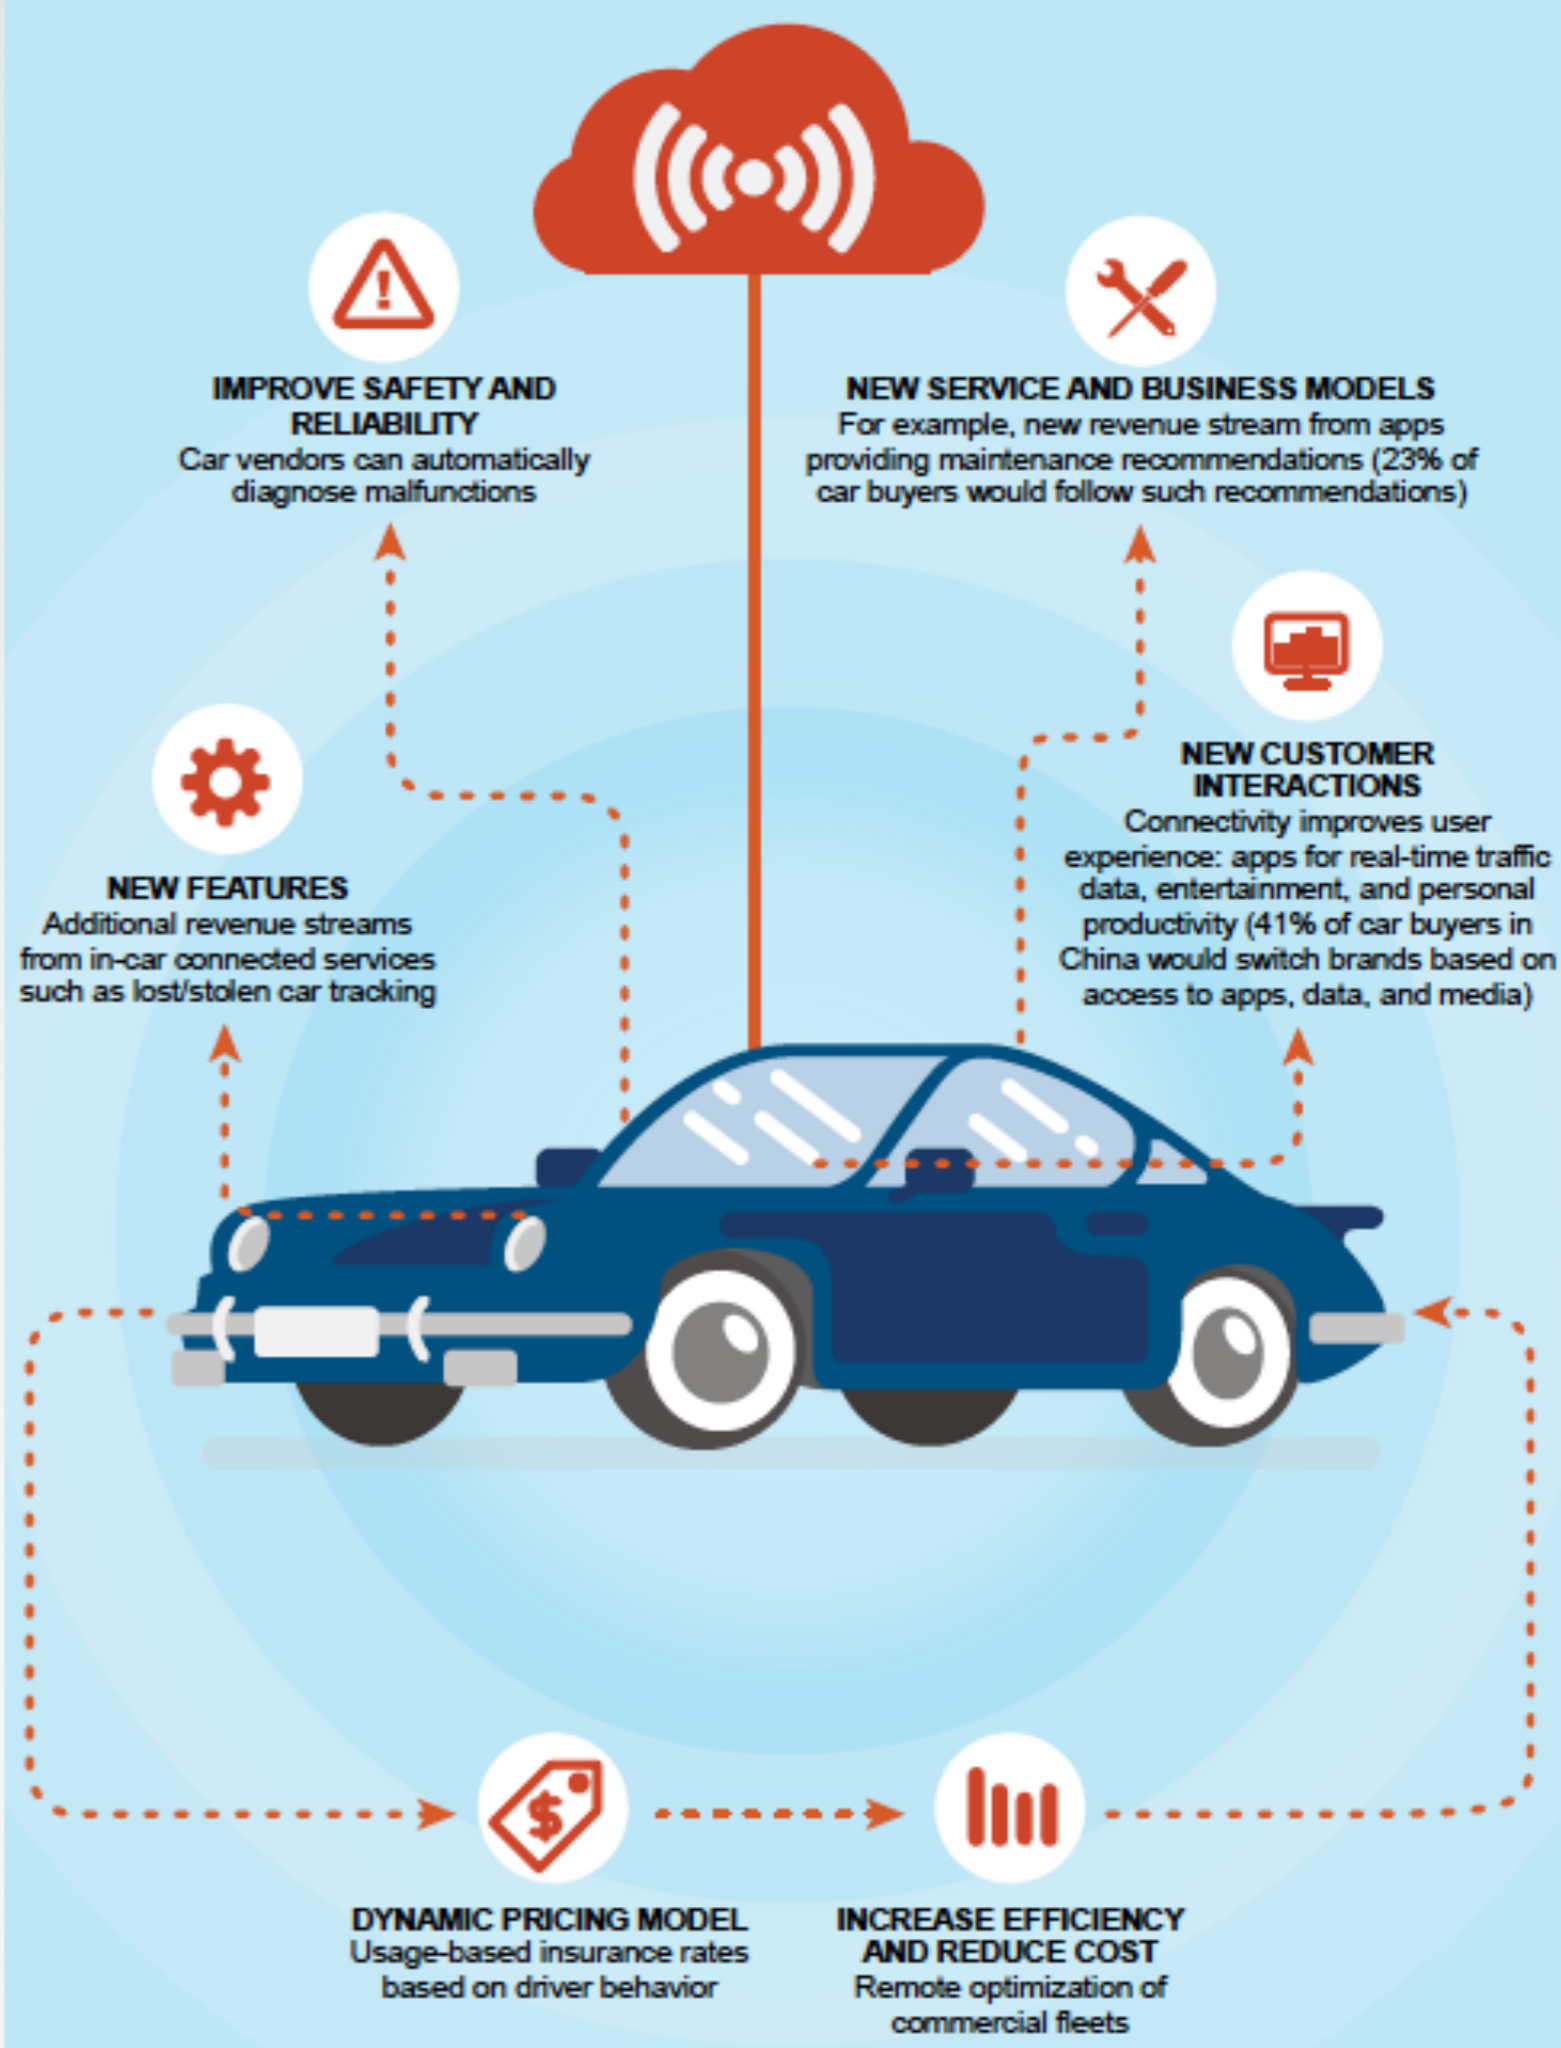 IMPROVE SAFETY AND
RELIABILITY
Car vendors can automatically
diagnose malfunctions
NEW SERVICE AND BUSINESS MODELS
For example, new revenue stream from apps
providing maintenance recommendations (23% of
car buyers would follow such recommendations)
NEW CUSTOMER
INTERACTIONS
Connectivity improves user
experience: apps for real-time traffic
data, entertainment, and personal
productivity (41% of car buyers in
China would switch brands based on
access to apps, data, and media)
NEW FEATURES
Additional revenue streams
from in-car connected services
such as lost/stolen car tracking
$
DYNAMIC PRICING MODEL
Usage-based insurance rates
based on driver behavior
INCREASE EFFICIENCY
AND REDUCE COST
Remote optimization of
commercial fleets